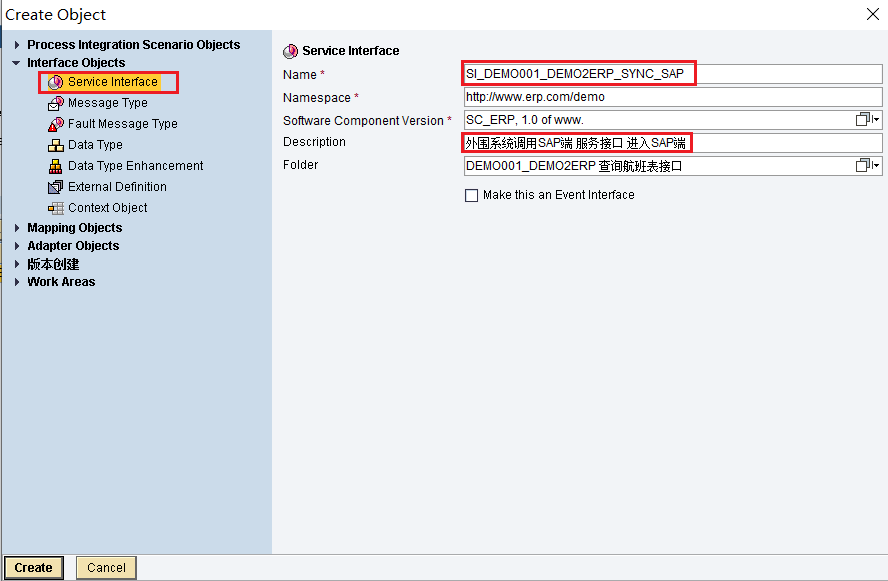 Create Object
Process Integration Scenario Objects
Interface Objects
Service Interface
Message Type
Fault Message Type
Data Type
Data Type Enhancement
External Definition
Context Object
Mapping Objects
Adapter Objects
版本创建
Work Areas
Service Interface
Name * SI_DEMO001_DEMO2ERP_SYNC_SAP
Namespace * http://www.erp.com/demo
Software Component Version * SC_ERP, 1.0 of www.
Description 外围系统调用SAP端 服务接口 进入SAP端
Folder DEMO001_DEMO2ERP 查询航班表接口
Make this an Event Interface
Create Cancel